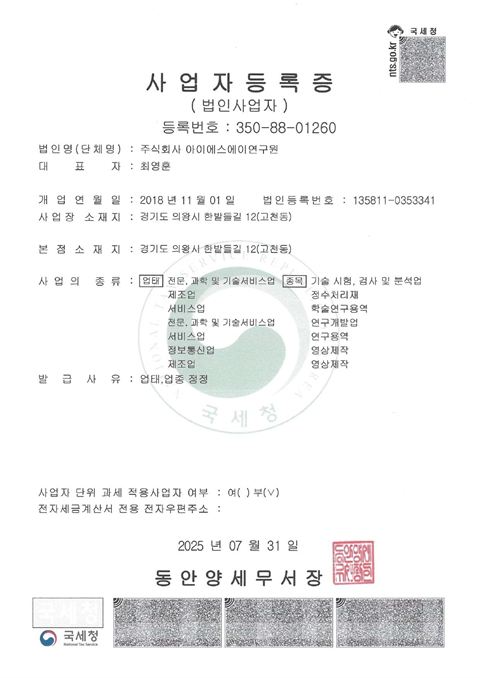 국세청
nts.go.kr
사업자등록증
( 법인사업자 )
등록번호 : 350-88-01260
법인명(단체명) : 주식회사 아이에스에이연구원
대 표 자 : 최영훈
개 업 연 월 일 : 2018 년 11 월 01 일 법인등록번호 : 135811-0353341
사 업 장 소 재 지 : 경기도 의왕시 한밭들길 12(고천동)
본 점 소 재 지 : 경기도 의왕시 한밭들길 12(고천동)
사 업 의 종 류 : 업태 전문, 과학 및 기술서비스업 종목 기술 시험, 검사 및 분석업
제조업 정수처리재
서비스업 학술연구용역
전문, 과학 및 기술서비스업 연구개발업
서비스업 연구용역
정보통신업 영상제작
제조업 영상제작
발 급 사 유 : 업태,업종 정정
국세청
사업자 단위 과세 적용사업자 여부 : 여( ) 부(∨)
전자세금계산서 전용 전자우편주소 :
2025 년 07 월 31 일
동안양세무서장
국세청
국세청
National Tax Service